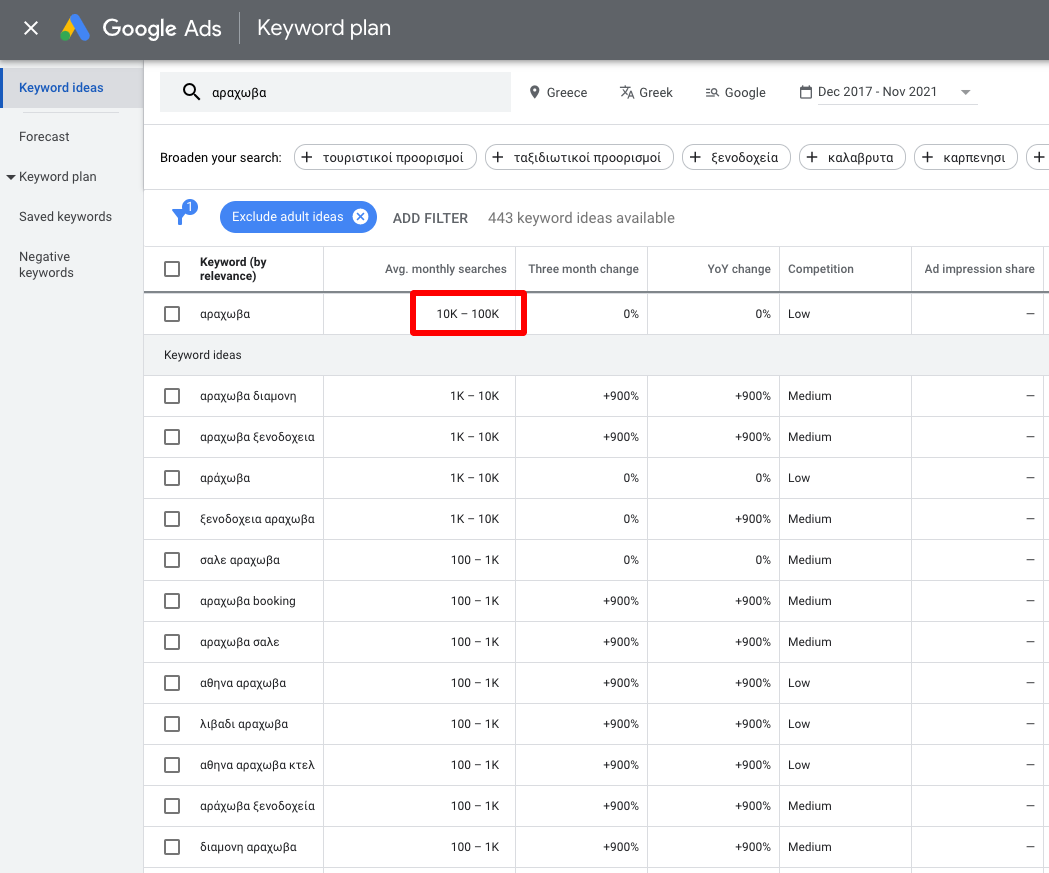 Google Ads Keyword plan
Keyword ideas
Forecast
Keyword plan
Saved keywords
Negative
keywords
αραχωβα
Greece
Greek
Google
Dec 2017 - Nov 2021
Broaden your search:
τουριστικοί προορισμοί
ταξιδιωτικοί προορισμοί
ξενοδοχεία
καλαβρυτα
καρπενησι
1
Exclude adult ideas
ADD FILTER
443 keyword ideas available
Keyword (by
relevance)
Avg. monthly searches
Three month change
YoY change
Competition
Ad impression share
αραχωβα 10K – 100K 0% 0% Low –
Keyword ideas
αραχωβα διαμονη 1K – 10K +900% +900% Medium –
αραχωβα ξενοδοχεια 1K – 10K +900% +900% Medium –
αράχωβα 1K – 10K 0% 0% Low –
ξενοδοχεια αραχωβα 1K – 10K 0% +900% Medium –
σαλε αραχωβα 100 – 1K 0% 0% Medium –
αραχωβα booking 100 – 1K +900% +900% Medium –
αραχωβα σαλε 100 – 1K +900% +900% Medium –
αθηνα αραχωβα 100 – 1K +900% +900% Low –
λιβαδι αραχωβα 100 – 1K +900% +900% Low –
αθηνα αραχωβα κτελ 100 – 1K +900% +900% Low –
αράχωβα ξενοδοχεία 100 – 1K +900% +900% Medium –
διαμονη αραχωβα 100 – 1K +900% +900% Medium –